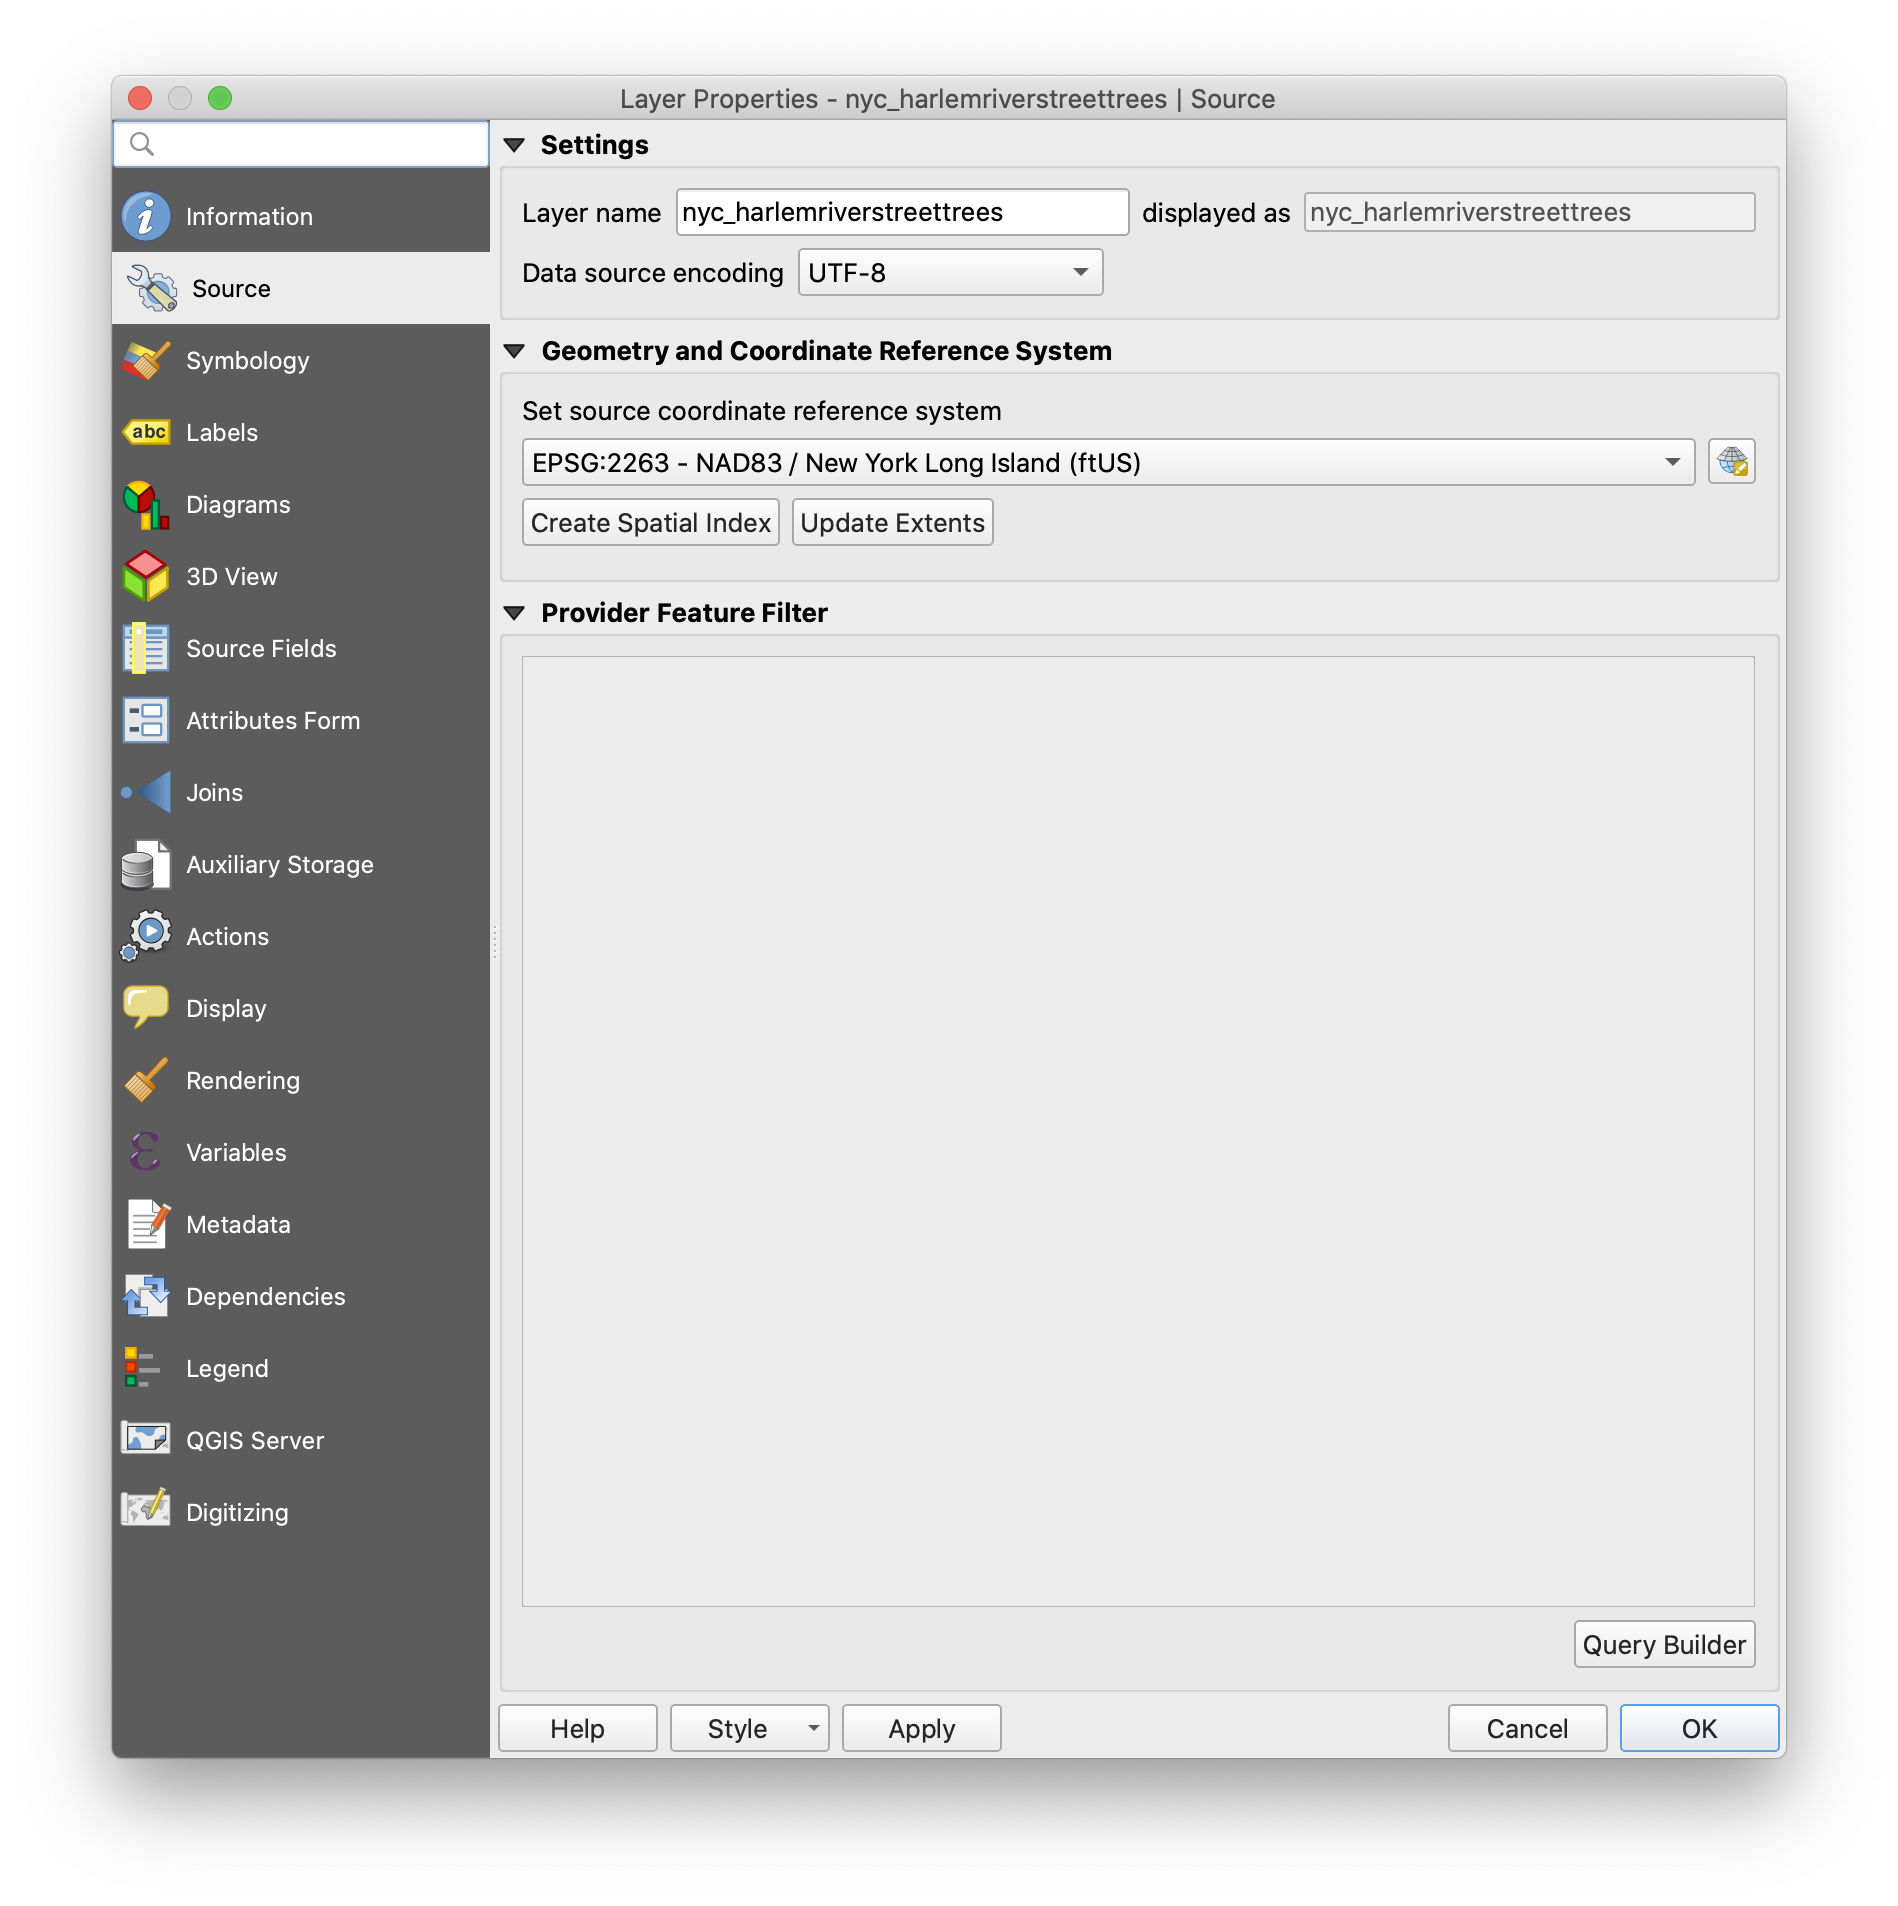 Layer Properties - nyc_harlemriverstreettrees | Source
Information
Source
Symbology
abc Labels
Diagrams
3D View
Source Fields
Attributes Form
Joins
Auxiliary Storage
Actions
Display
Rendering
Variables
Metadata
Dependencies
Legend
QGIS Server
Digitizing
Settings
Layer name nyc_harlemriverstreettrees displayed as nyc_harlemriverstreettrees
Data source encoding UTF-8
Geometry and Coordinate Reference System
Set source coordinate reference system
EPSG:2263 - NAD83 / New York Long Island (ftUS)
Create Spatial Index Update Extents
Provider Feature Filter
Query Builder
Help Style Apply Cancel OK